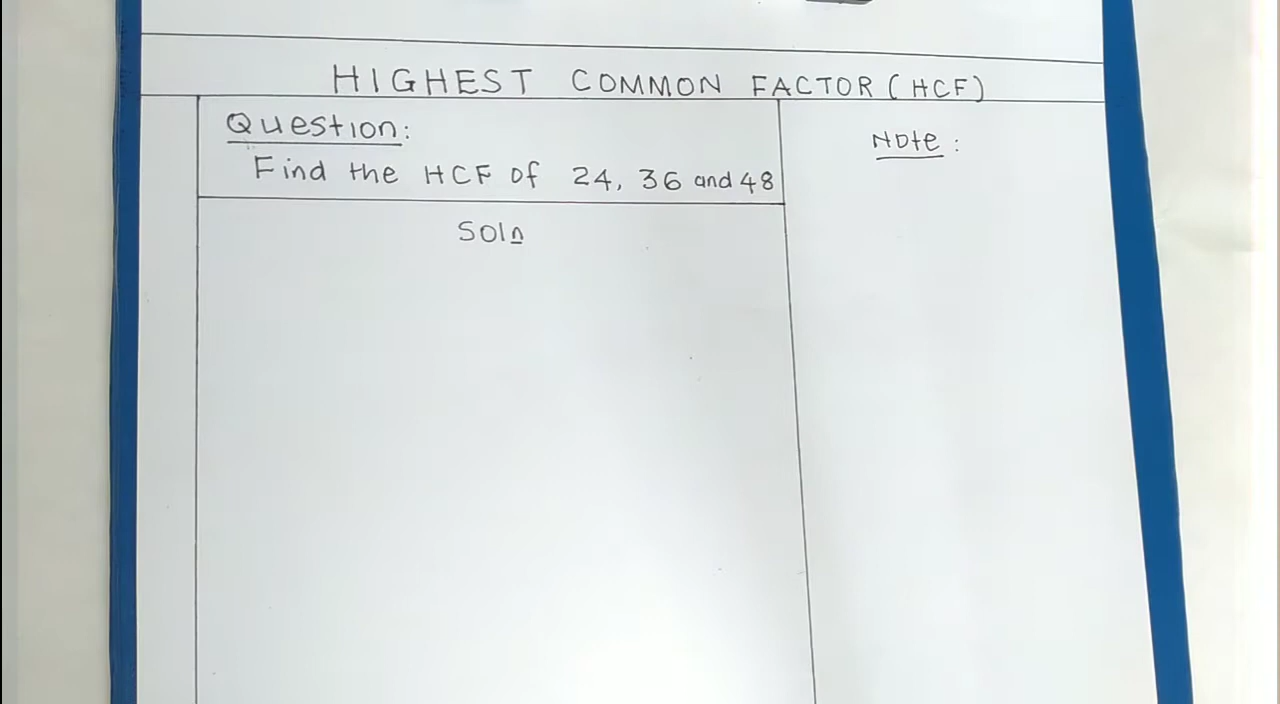 HIGHEST COMMON FACTOR (HCF)
Question:
Find the HCF of 24, 36 and 48
Soln
Note :